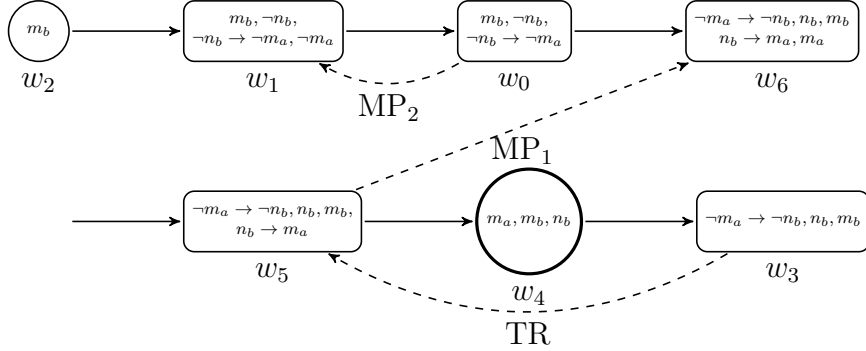 m_b
m_b, ¬n_b,
¬n_b → ¬m_a, ¬m_a
m_b, ¬n_b,
¬n_b → ¬m_a
¬m_a → ¬n_b, n_b, m_b
n_b → m_a, m_a
w_2
w_1
w_0
w_6
MP_2
MP_1
¬m_a → ¬n_b, n_b, m_b,
n_b → m_a
m_a, m_b, n_b
¬m_a → ¬n_b, n_b, m_b
w_5
w_4
w_3
TR